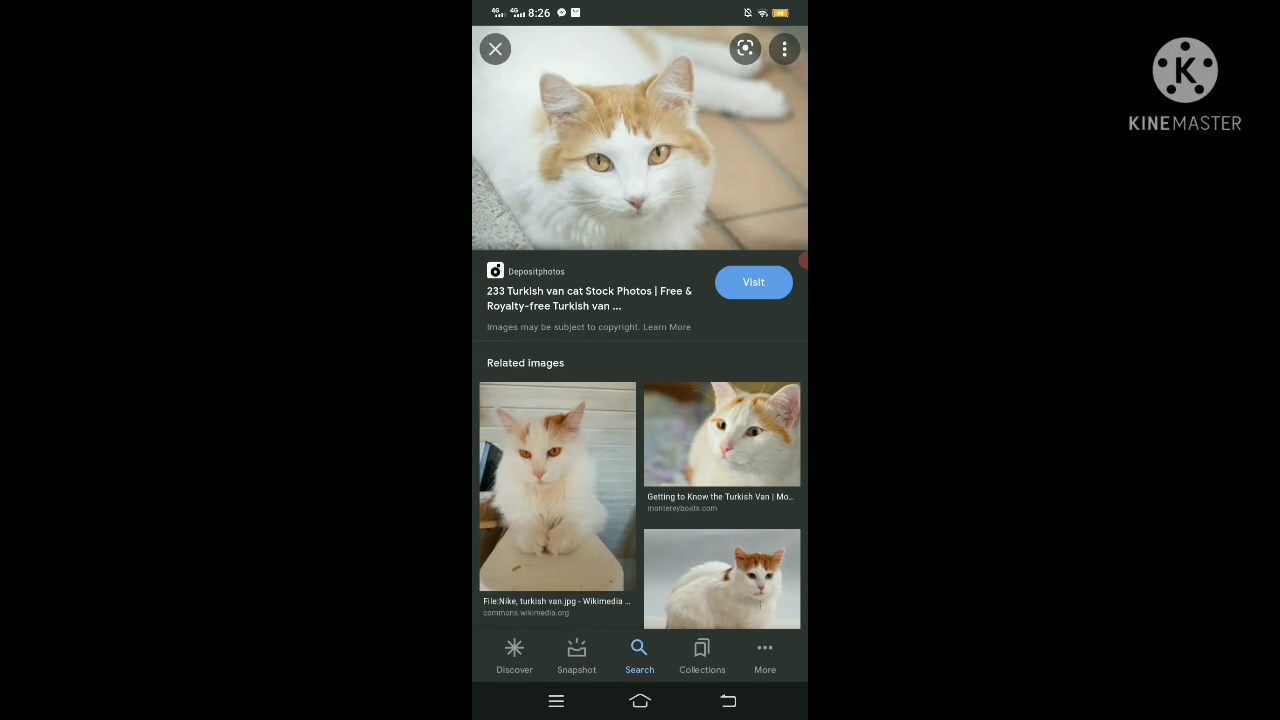 4G 4G 8:26
K
KINEMASTER
Depositphotos
Visit
233 Turkish van cat Stock Photos | Free &
Royalty-free Turkish van ...
Images may be subject to copyright. Learn More
Related images
Getting to Know the Turkish Van | Mo...
montereyboats.com
File:Nike, turkish van.jpg - Wikimedia ...
commons.wikimedia.org
Discover
Snapshot
Search
Collections
More